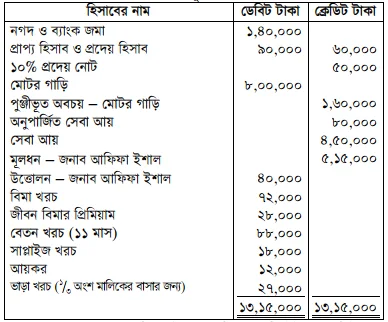 হিসাবের নাম ডেবিট টাকা ক্রেডিট টাকা
নগদ ও ব্যাংক জমা ১,৪০,০০০
প্রাপ্য হিসাব ও প্রদেয় হিসাব ৯০,০০০ ৬০,০০০
১০% প্রদেয় নোট ৫০,০০০
মোটর গাড়ি ৮,০০,০০০
পুঞ্জীভূত অবচয় – মোটর গাড়ি ১,৬০,০০০
অনুপার্জিত সেবা আয় ৮০,০০০
সেবা আয় ৪,৫০,০০০
মূলধন – জনাব আফিফা ইশাল ৫,১৫,০০০
উত্তোলন – জনাব আফিফা ইশাল ৪০,০০০
বিমা খরচ ৭২,০০০
জীবন বিমার প্রিমিয়াম ২৮,০০০
বেতন খরচ (১১ মাস) ৮৮,০০০
সাপ্লাইজ খরচ ১৮,০০০
আয়কর ১২,০০০
ভাড়া খরচ (১/৩ অংশ মালিকের বাসার জন্য) ২৭,০০০
১৩,১৫,০০০ ১৩,১৫,০০০